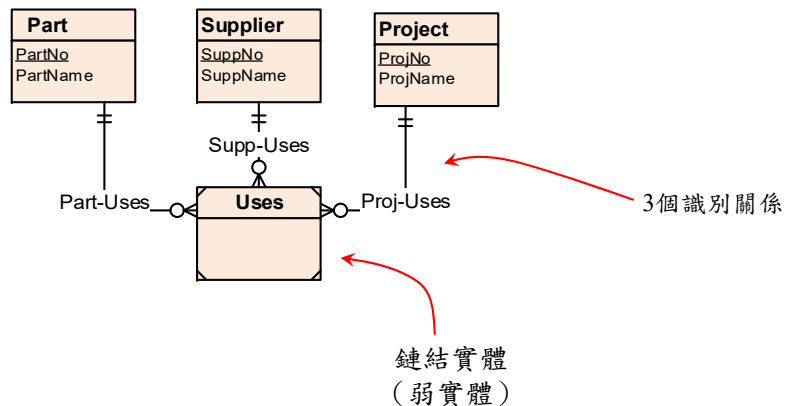 Part
PartNo
PartName
Supplier
SuppNo
SuppName
Project
ProjNo
ProjName
Supp-Uses
Part-Uses
Uses
Proj-Uses
3個識別關係
鏈結實體
（弱實體）